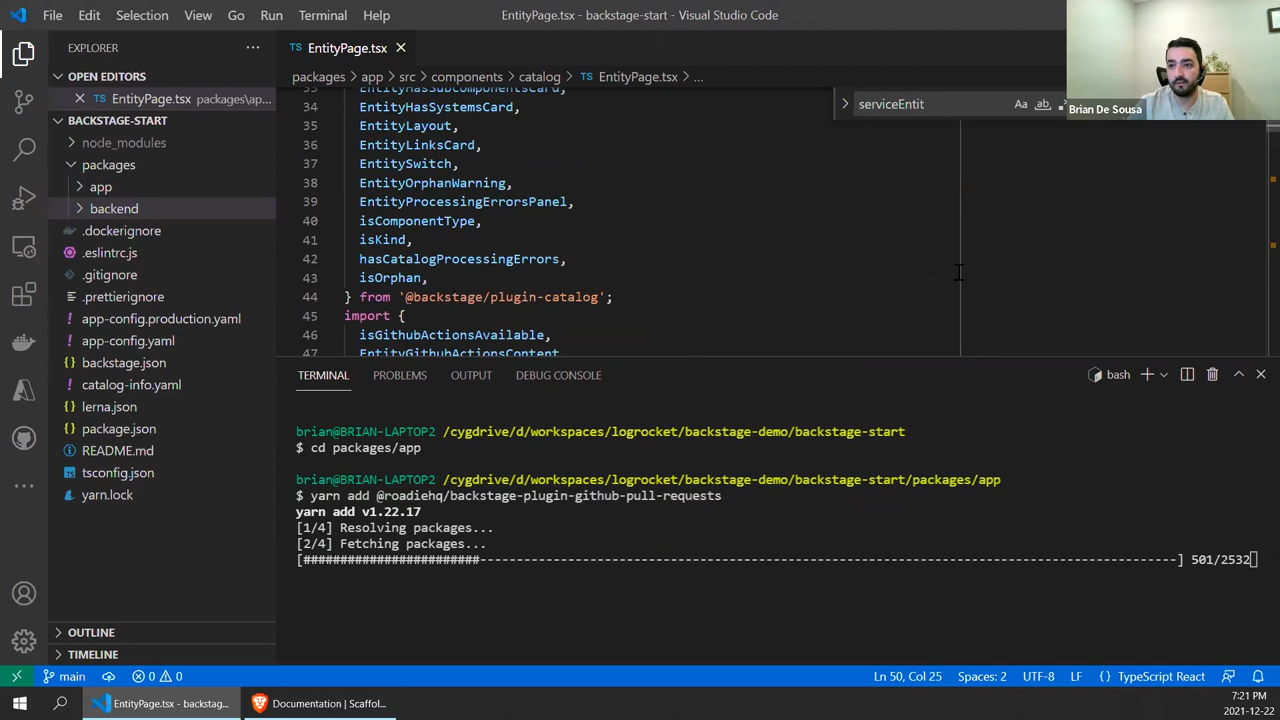 File Edit Selection View Go Run Terminal Help
EntityPage.tsx - backstage-start - Visual Studio Code
Brian De Sousa
EXPLORER
OPEN EDITORS
EntityPage.tsx packages\ap...
BACKSTAGE-START
node_modules
packages
app
backend
.dockerignore
.eslintrc.js
.gitignore
.prettierignore
app-config.production.yaml
app-config.yaml
backstage.json
catalog-info.yaml
lerna.json
package.json
README.md
tsconfig.json
yarn.lock
OUTLINE
TIMELINE
EntityPage.tsx
packages > app > src > components > catalog > EntityPage.tsx > ...
serviceEntit Aa ab
33 EntityHasSubcomponentsCard,
34 EntityHasSystemsCard,
35 EntityLayout,
36 EntityLinksCard,
37 EntitySwitch,
38 EntityOrphanWarning,
39 EntityProcessingErrorsPanel,
40 isComponentType,
41 isKind,
42 hasCatalogProcessingErrors,
43 isOrphan,
44 } from '@backstage/plugin-catalog';
45 import {
46 isGithubActionsAvailable,
47 EntityGithubActionsContent
TERMINAL PROBLEMS OUTPUT DEBUG CONSOLE
bash
brian@BRIAN-LAPTOP2 /cygdrive/d/workspaces/logrocket/backstage-demo/backstage-start
$ cd packages/app
brian@BRIAN-LAPTOP2 /cygdrive/d/workspaces/logrocket/backstage-demo/backstage-start/packages/app
$ yarn add @roadiehq/backstage-plugin-github-pull-requests
yarn add v1.22.17
[1/4] Resolving packages...
[2/4] Fetching packages...
[########################-----------------------------------------------------------------------------------------------] 501/2532
main 0 0 Ln 50, Col 25 Spaces: 2 UTF-8 LF {} TypeScript React
EntityPage.tsx - backstag... Documentation | Scaffol... 7:21 PM
2021-12-22